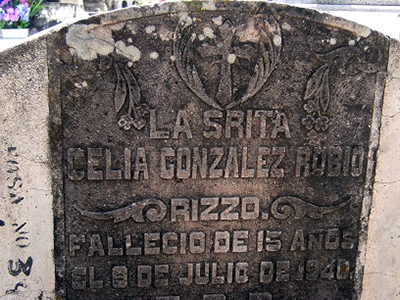 LA SRITA
CELIA GONZALEZ RUBIO
RIZZO.
FALLECIO DE 15 AÑOS
EL 9 DE JULIO DE 1940